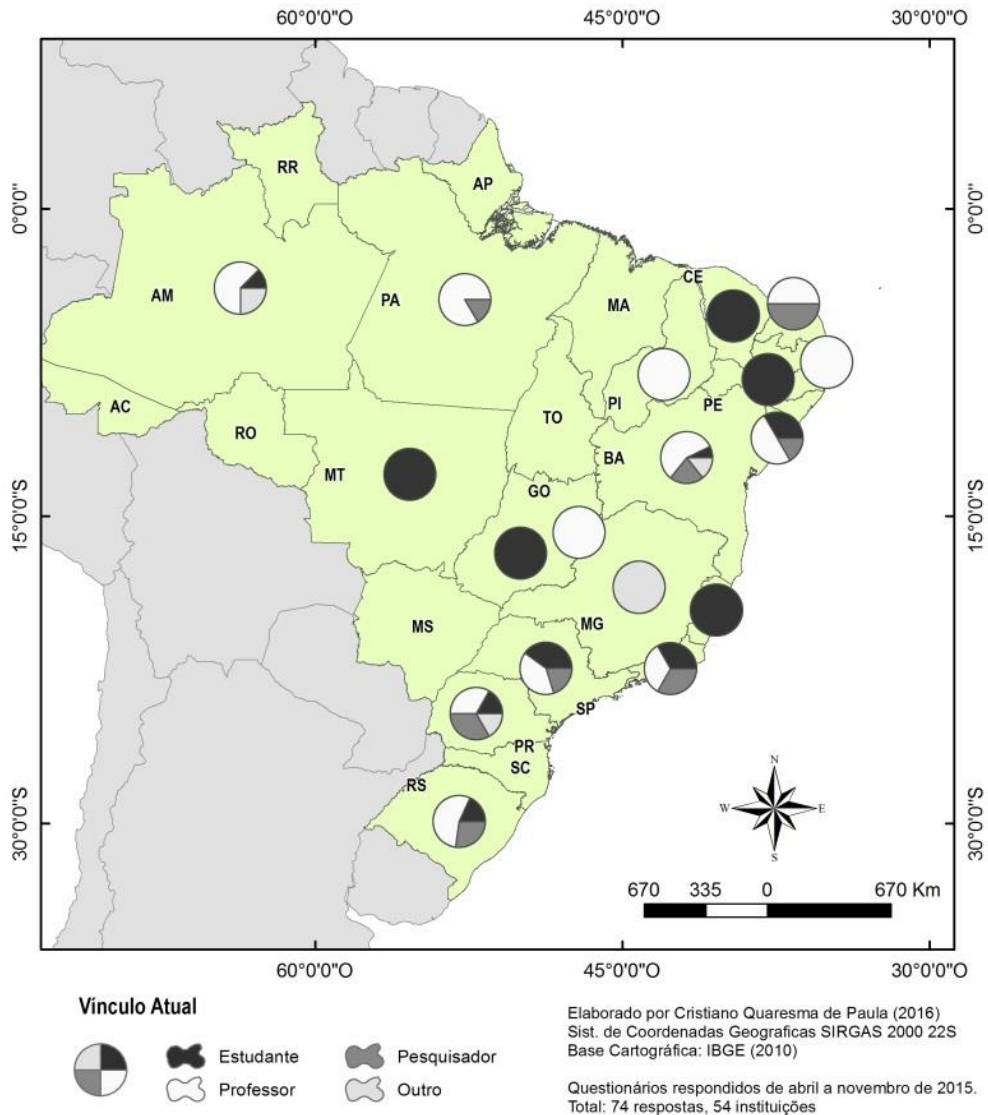 60°0'0"O 45°0'0"O 30°0'0"O
0°0'0"
15°0'0"S
30°0'0"S
0°0'0"
15°0'0"S
30°0'0"S
RR
AP
AM
PA
MA
CE
AC
RO
TO
PI
PE
MT
BA
GO
MS
MG
SP
PR
SC
RS
N
W E
S
670 335 0 670 Km
60°0'0"O 45°0'0"O 30°0'0"O
Vínculo Atual
Estudante Pesquisador
Professor Outro
Elaborado por Cristiano Quaresma de Paula (2016)
Sist. de Coordenadas Geograficas SIRGAS 2000 22S
Base Cartográfica: IBGE (2010)
Questionários respondidos de abril a novembro de 2015.
Total: 74 respostas, 54 instituições